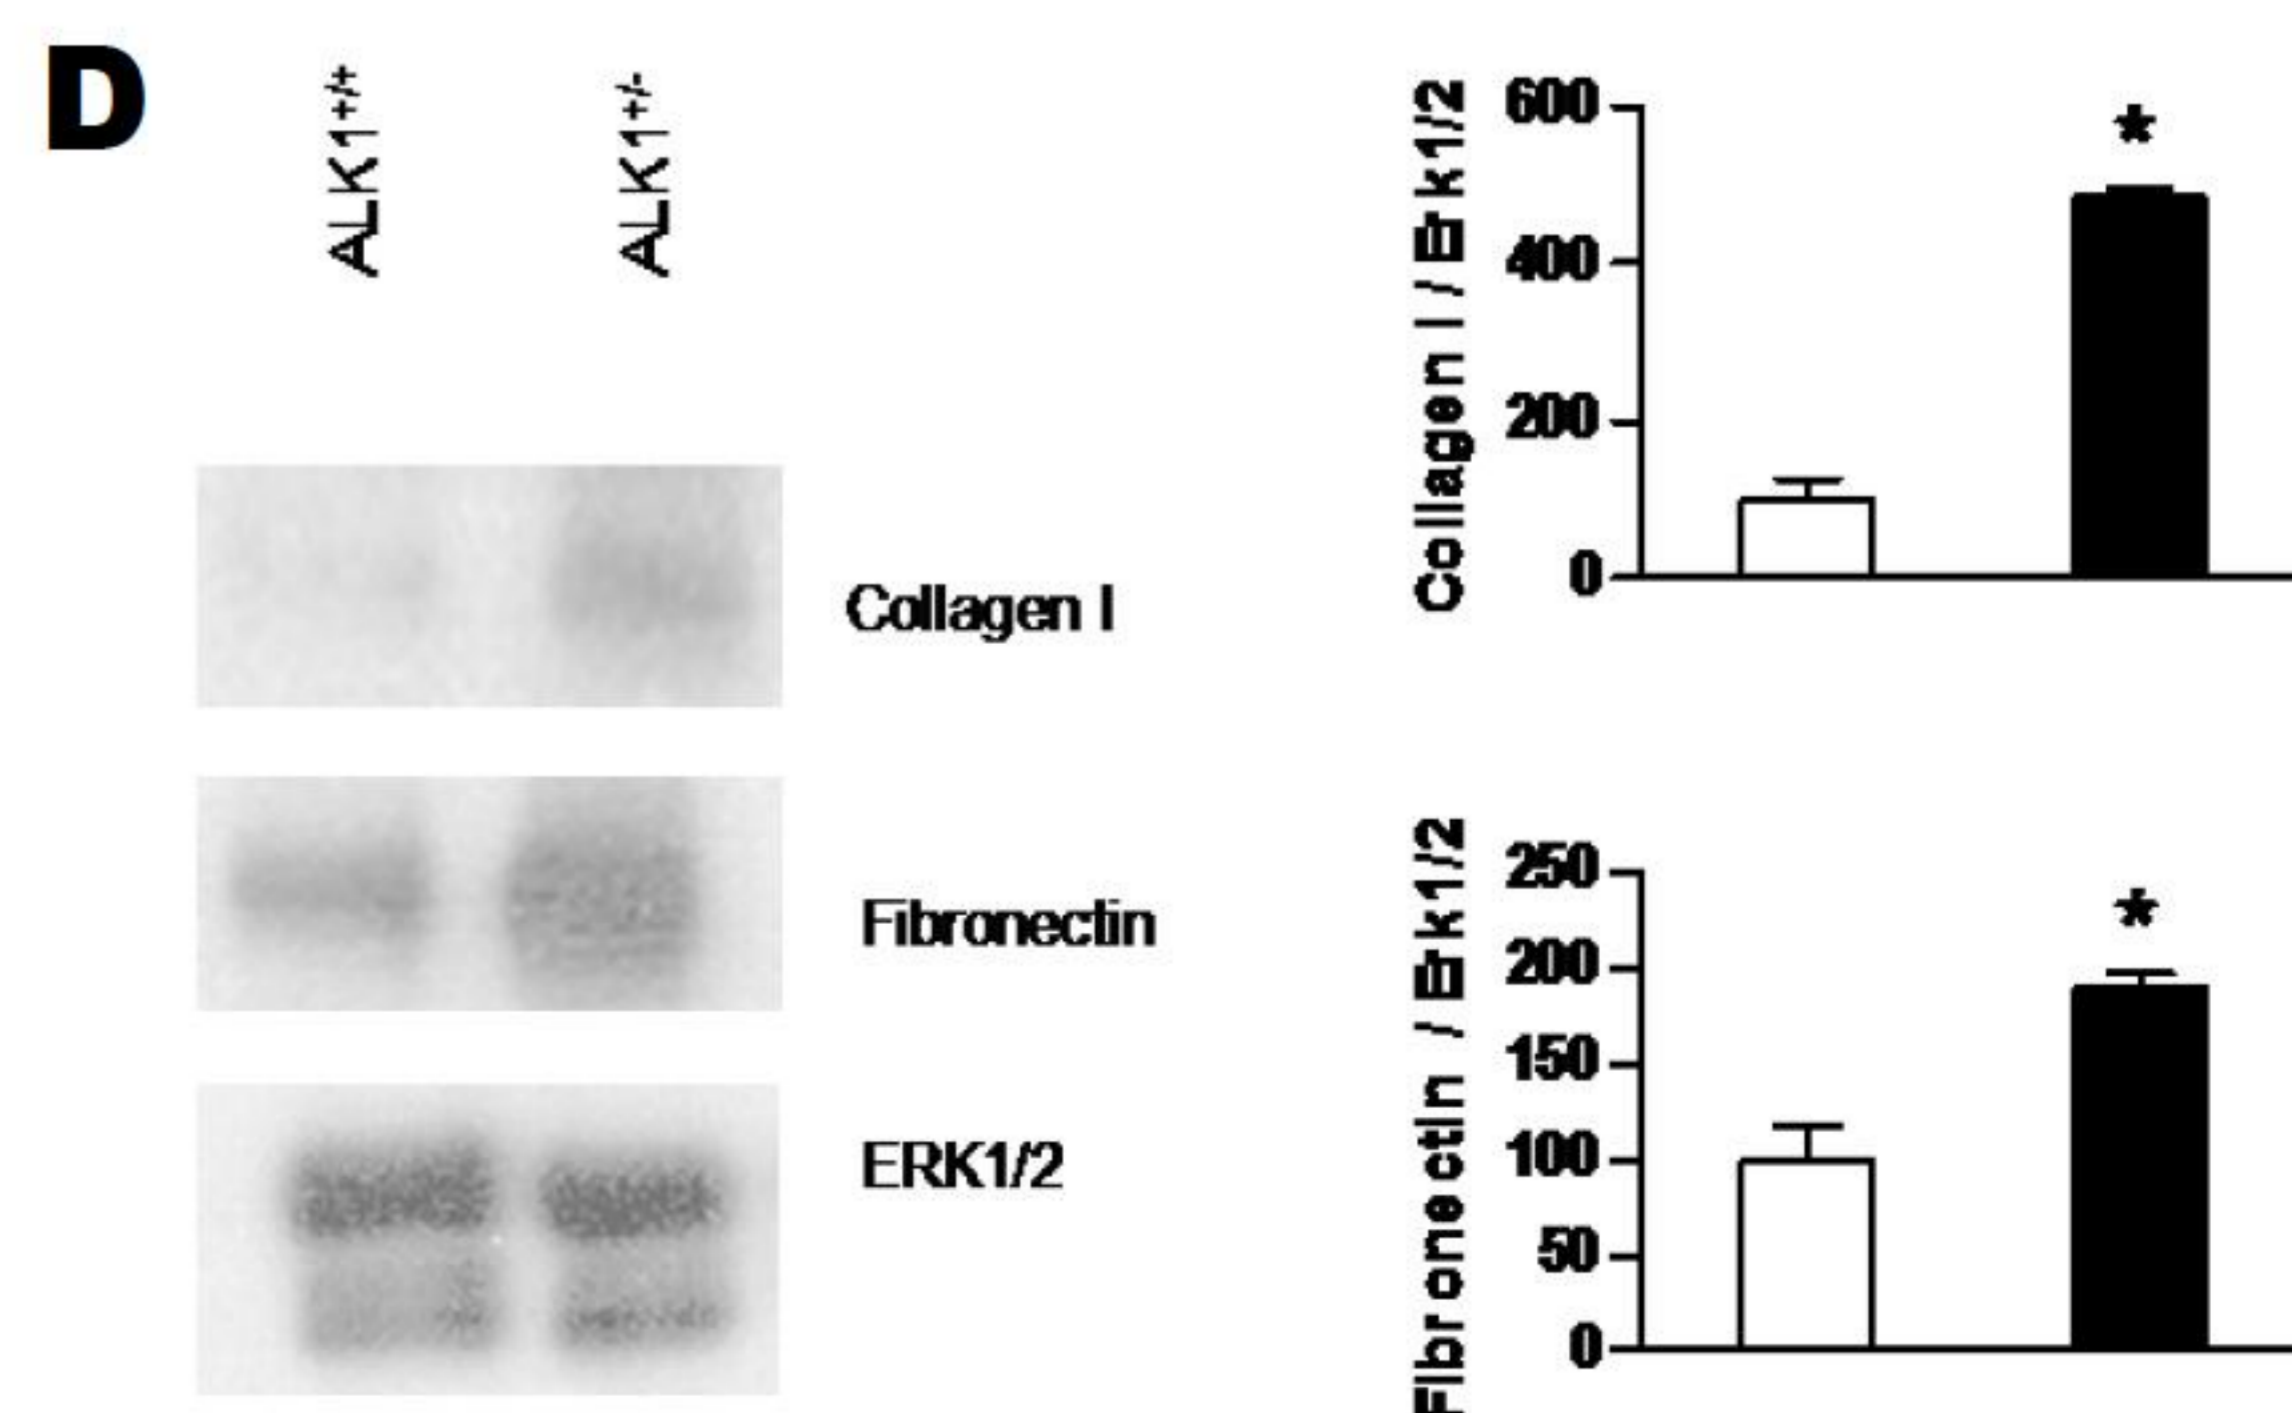 D
ALK1+/+
ALK1+/-
Collagen I
Fibronectin
ERK1/2
Collagen I / Erk1/2
600
400
200
0
*
Fibronectin / Erk1/2
250
200
150
100
50
0
*